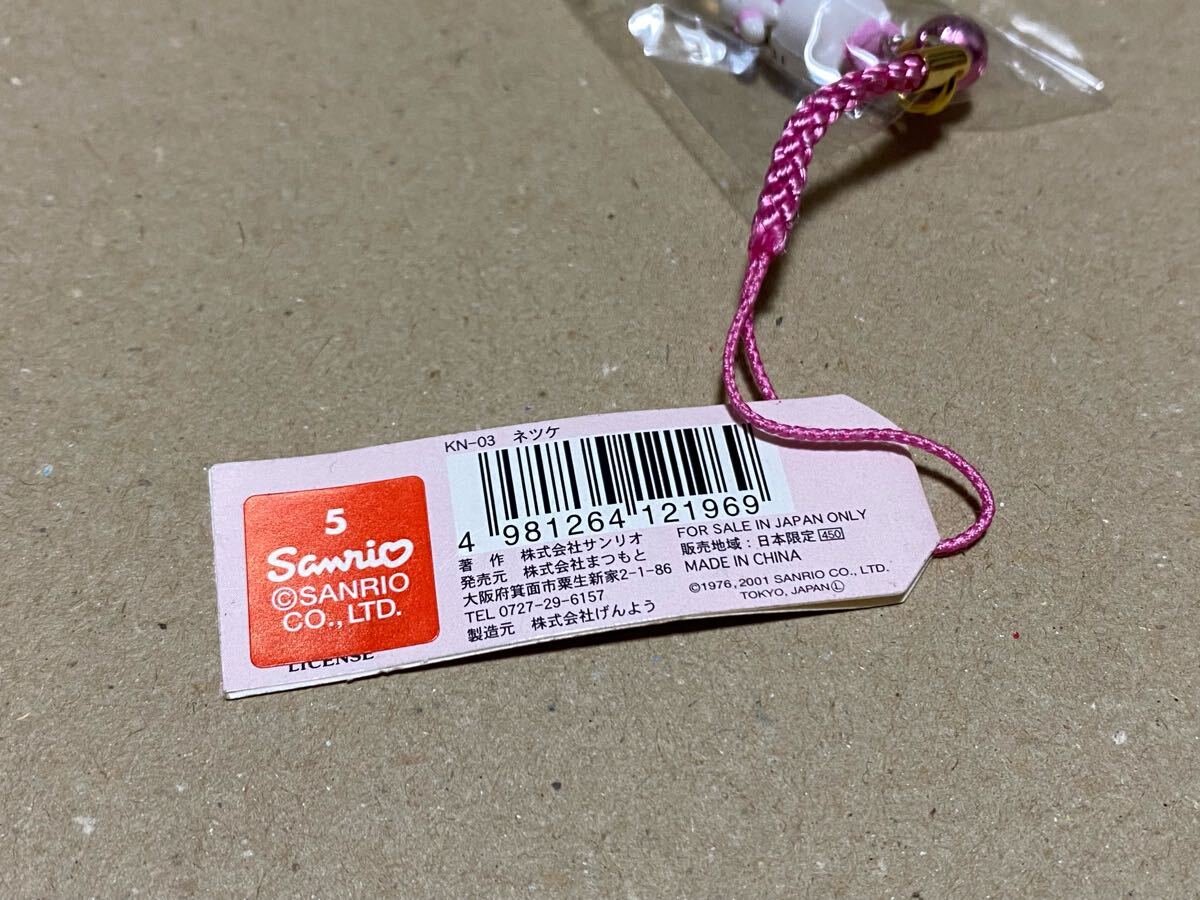 KN-03 ネツケ
5
Sanrio
©SANRIO
CO., LTD.
LICENSE
4 981264 121969
著 作 株式会社サンリオ
発売元 株式会社まつもと
大阪府箕面市粟生新家2-1-86
TEL 0727-29-6157
製造元 株式会社げんよう
FOR SALE IN JAPAN ONLY
販売地域：日本限定 450
MADE IN CHINA
©1976, 2001 SANRIO CO., LTD.
TOKYO, JAPAN Ⓛ